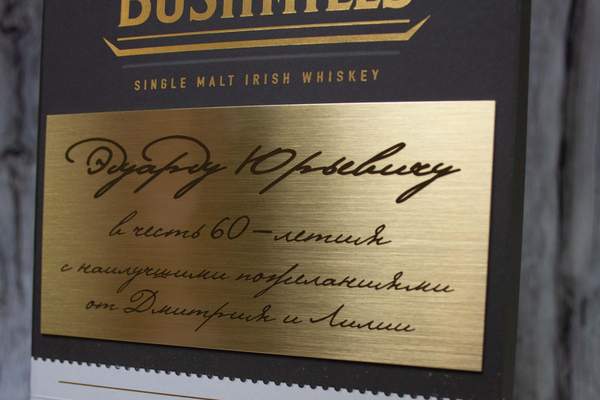 BUSHMILLS
SINGLE MALT IRISH WHISKEY
Эдуарду Юрьевичу
в честь 60-летия
с наилучшими пожеланиями
от Дмитрия и Лилии